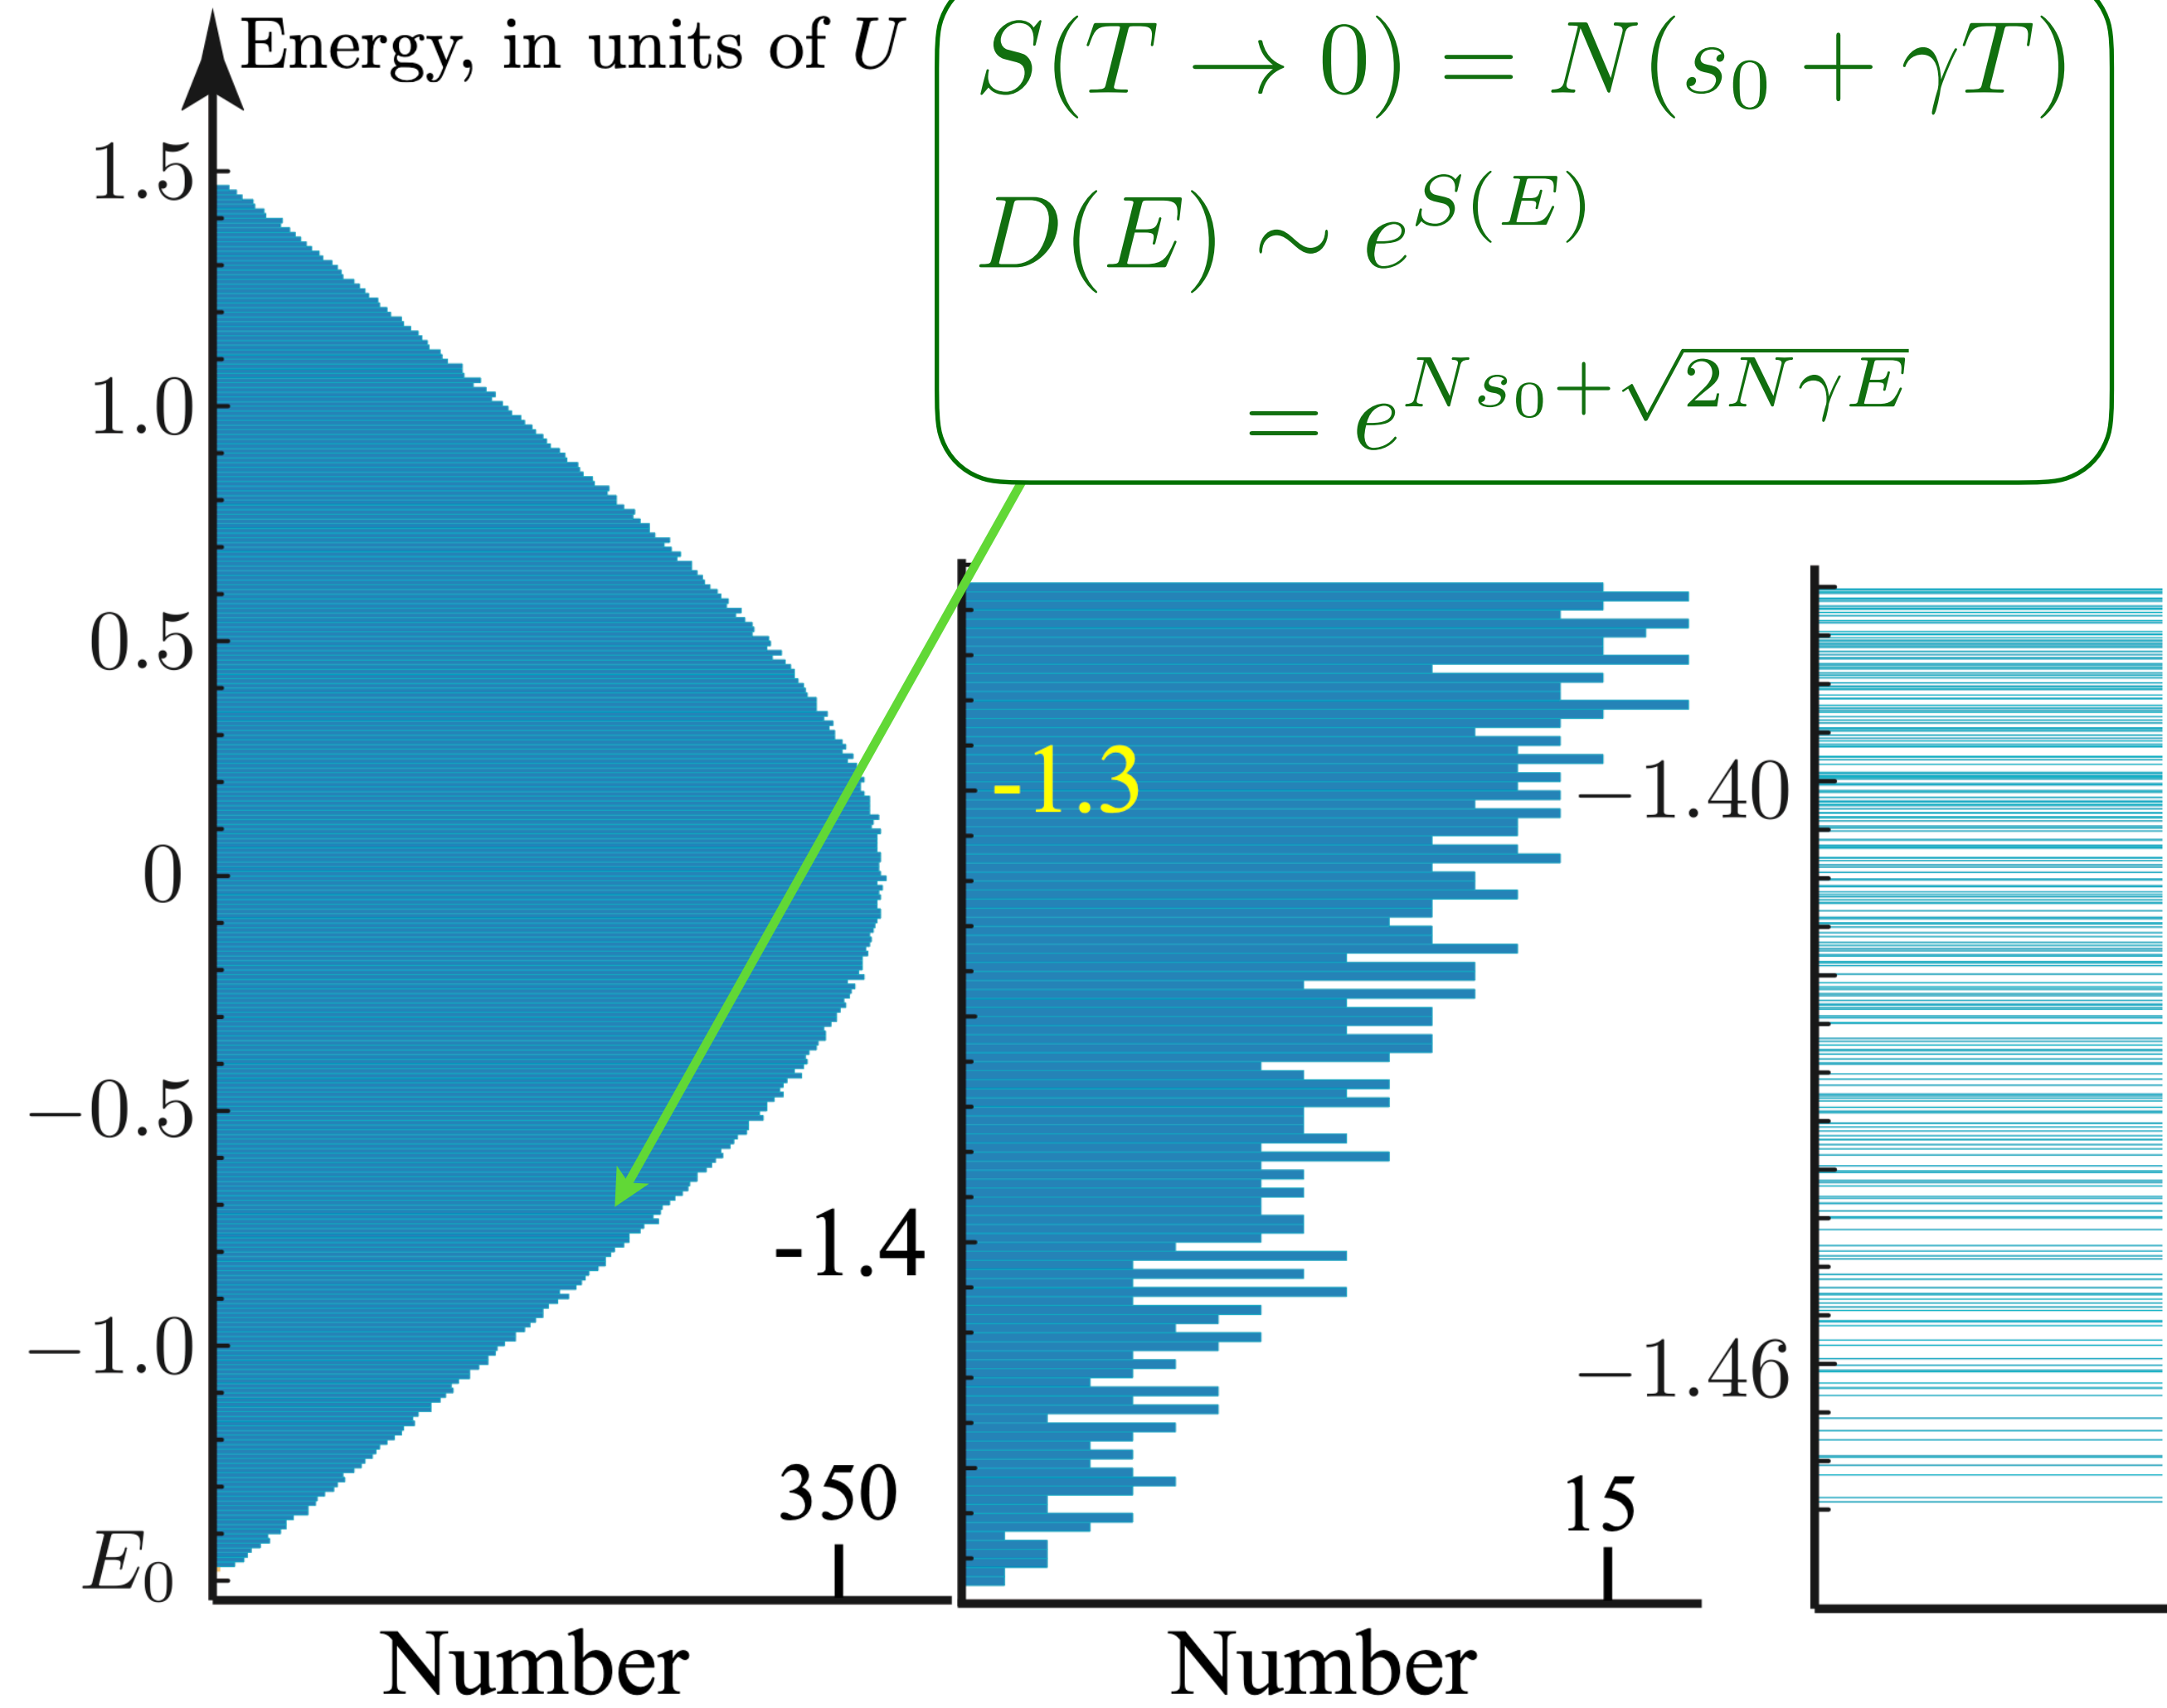 Energy, in units of U
S(T → 0) = N(s₀ + γT)
D(E) ∼ e^{S(E)}
= e^{Ns₀+√(2NγE)}
1.5
1.0
0.5
0
−0.5
−1.0
E₀
350
Number
-1.3
-1.4
15
Number
−1.40
−1.46